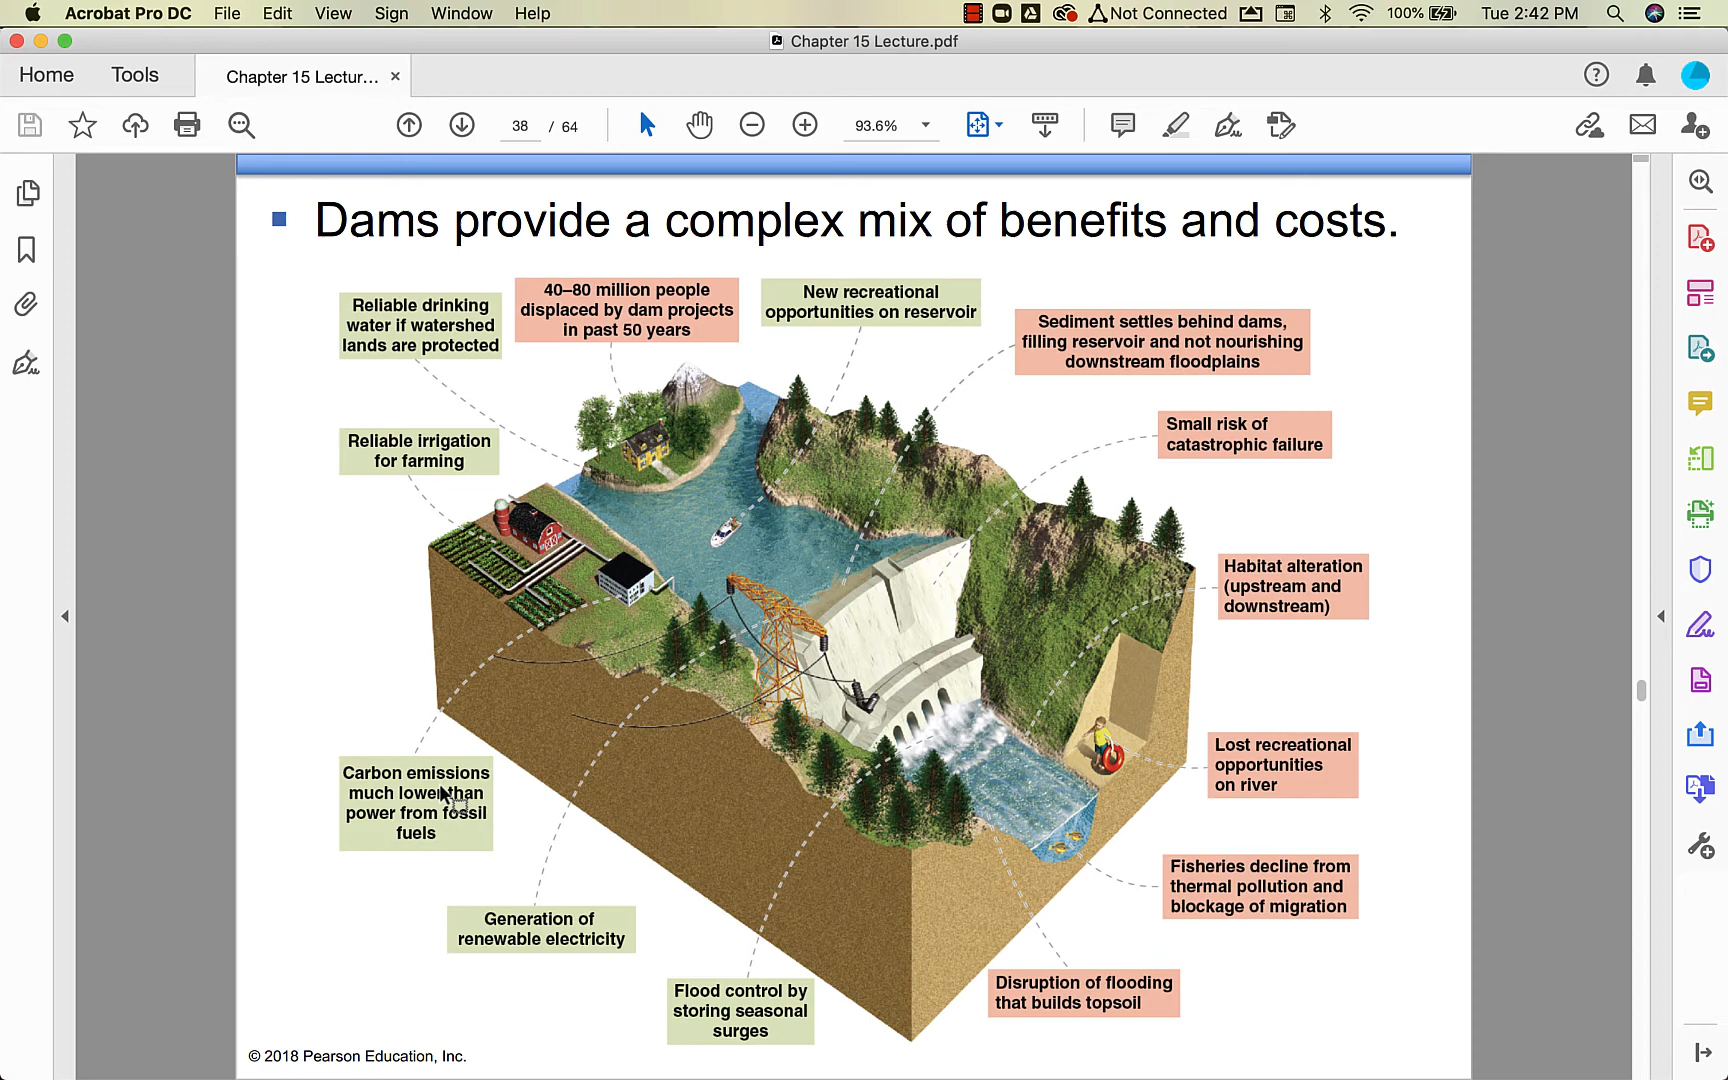 Acrobat Pro DC File Edit View Sign Window Help Not Connected 100% Tue 2:42 PM
Chapter 15 Lecture.pdf
Home Tools Chapter 15 Lectur... ×
38 / 64 93.6%
Dams provide a complex mix of benefits and costs.
Reliable drinking
water if watershed
lands are protected
40–80 million people
displaced by dam projects
in past 50 years
New recreational
opportunities on reservoir
Sediment settles behind dams,
filling reservoir and not nourishing
downstream floodplains
Small risk of
catastrophic failure
Reliable irrigation
for farming
Habitat alteration
(upstream and
downstream)
Lost recreational
opportunities
on river
Carbon emissions
much lower than
power from fossil
fuels
Fisheries decline from
thermal pollution and
blockage of migration
Generation of
renewable electricity
Disruption of flooding
that builds topsoil
Flood control by
storing seasonal
surges
© 2018 Pearson Education, Inc.